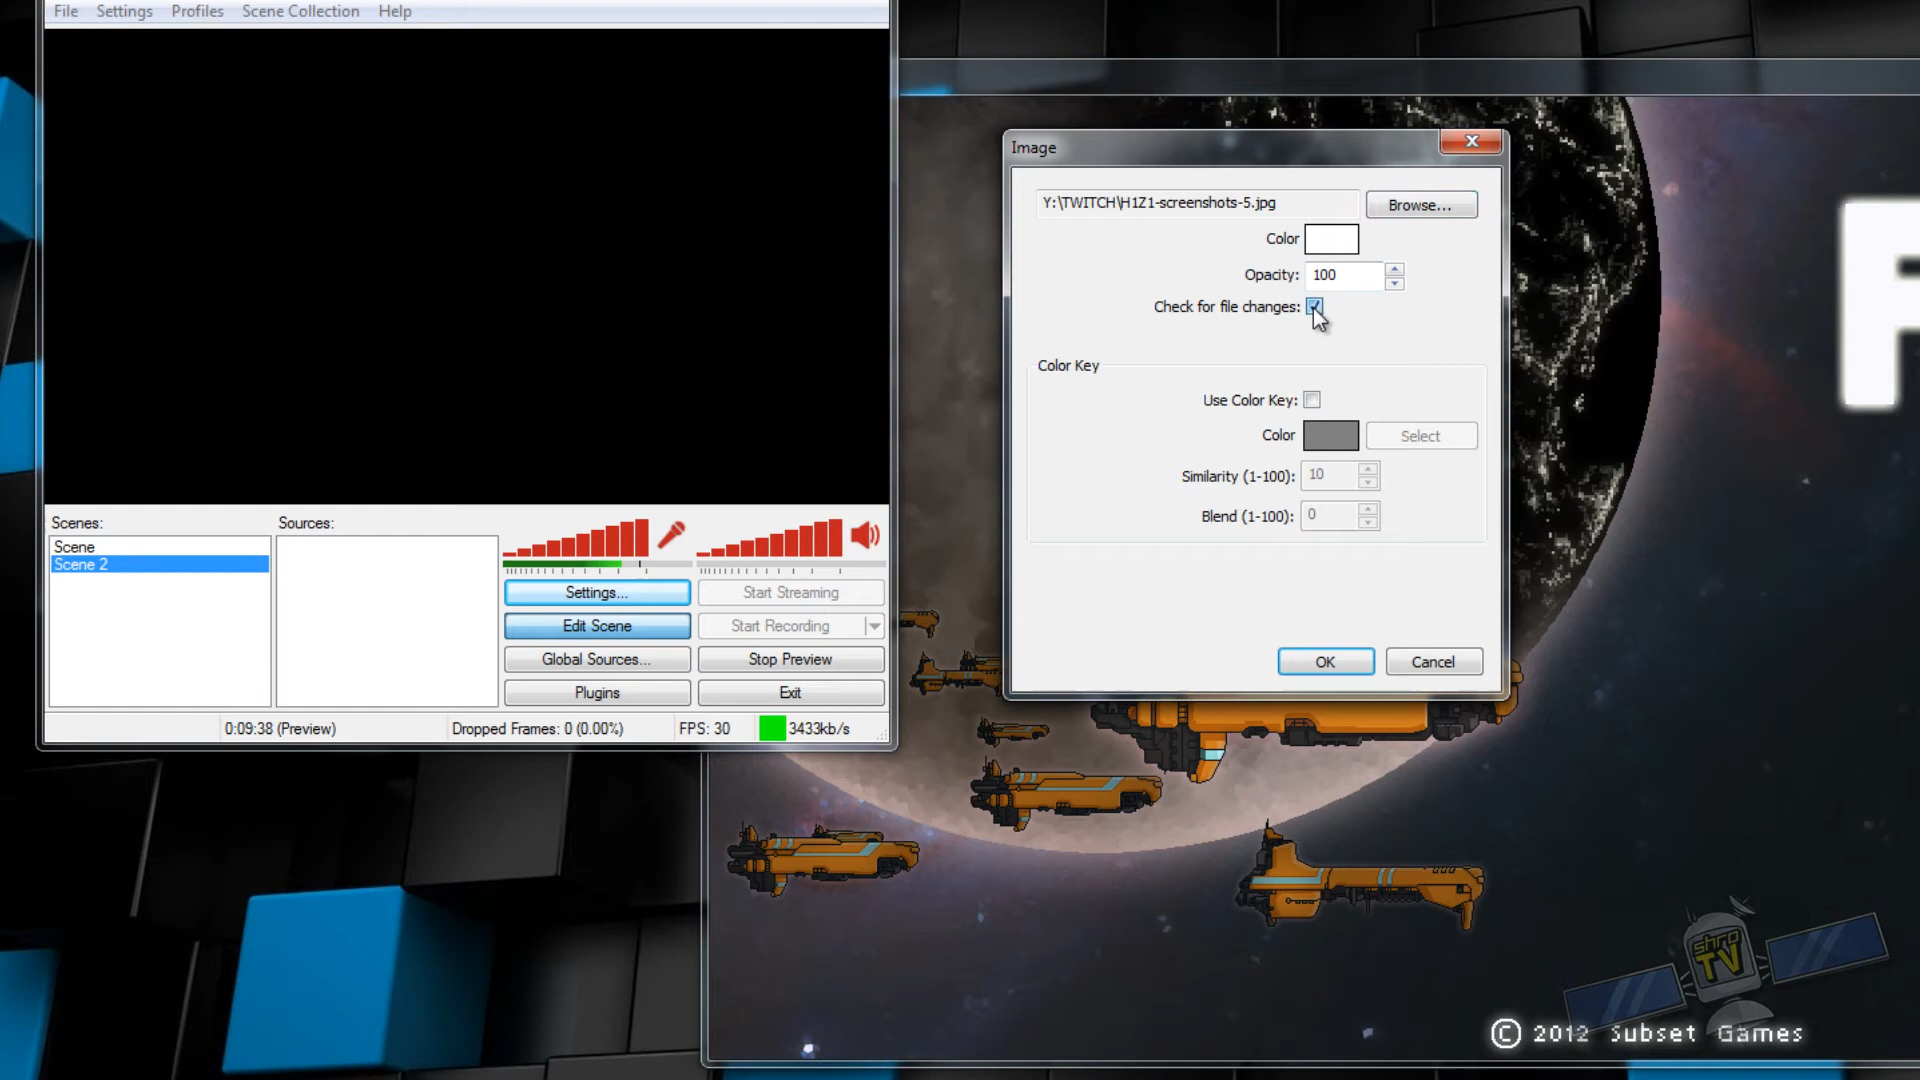 File Settings Profiles Scene Collection Help
Image
Y:\TWITCH\H1Z1-screenshots-5.jpg Browse...
Color
Opacity: 100
Check for file changes:
Color Key
Use Color Key:
Color Select
Similarity (1-100): 10
Blend (1-100): 0
OK Cancel
Scenes: Sources:
Scene
Scene 2
Settings... Start Streaming
Edit Scene Start Recording
Global Sources... Stop Preview
Plugins Exit
0:09:38 (Preview) Dropped Frames: 0 (0.00%) FPS: 30 3433kb/s
shro
TV
© 2012 Subset Games